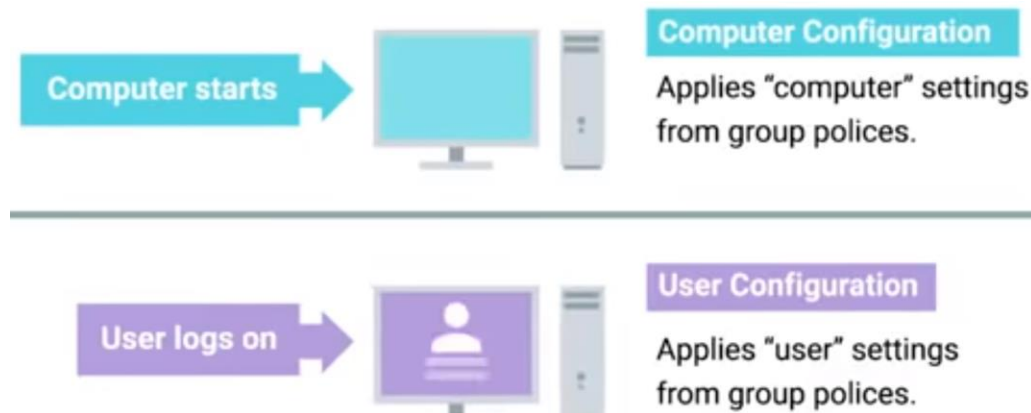 Computer starts
Computer Configuration
Applies “computer” settings
from group polices.
User logs on
User Configuration
Applies “user” settings
from group polices.